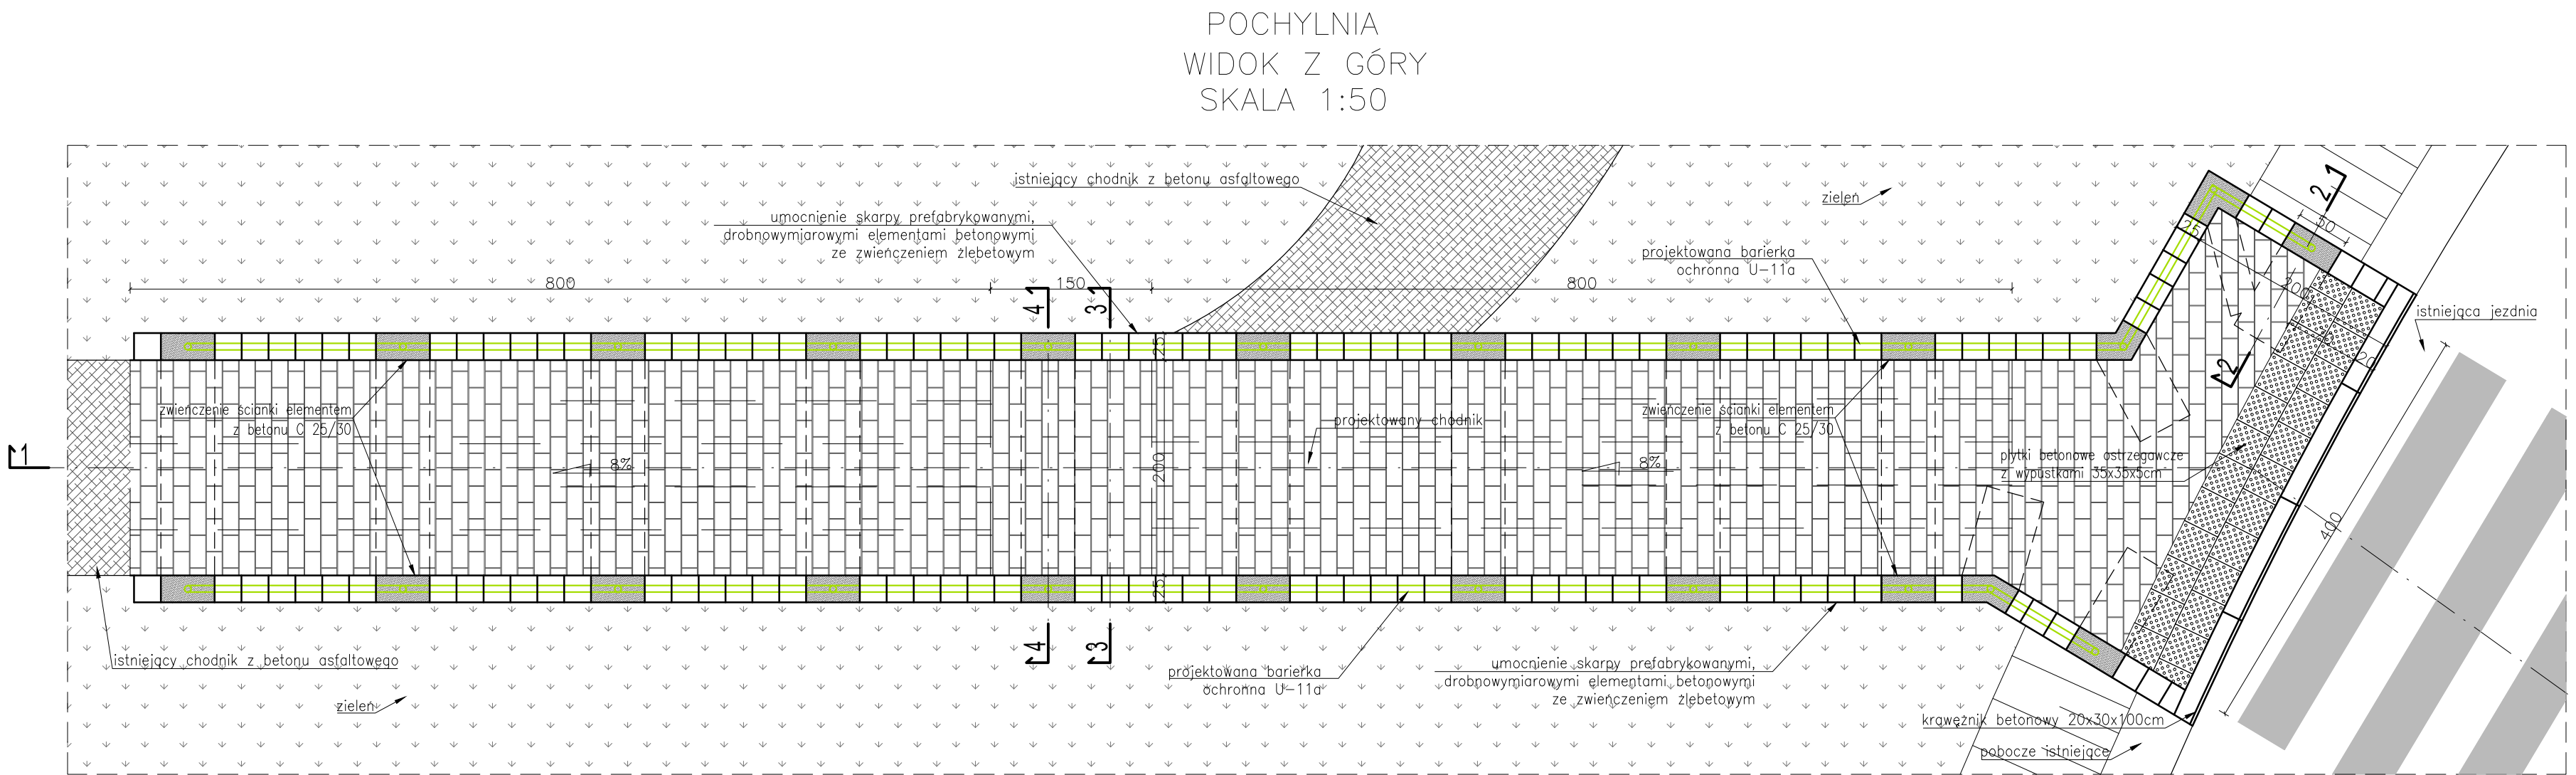 POCHYLNIA
WIDOK Z GÓRY
SKALA 1:50
istniejący chodnik z betonu asfaltowego
zieleń
umocnienie skarpy prefabrykowanymi,
drobnowymiarowymi elementami betonowymi
ze zwieńczeniem żlebetowym
projektowana barierka
ochronna U-11a
800
150
800
4
3
2
1
50
25
200
20
istniejąca jezdnia
25
zwieńczenie ścianki elementem
z betonu C 25/30
projektowany chodnik
zwieńczenie ścianki elementem
z betonu C 25/30
1
8%
200
8%
płytki betonowe ostrzegawcze
z wypustkami 35x35x5cm
2
400
25
4
3
istniejący chodnik z betonu asfaltowego
zieleń
projektowana barierka
ochronna U-11a
umocnienie skarpy prefabrykowanymi,
drobnowymiarowymi elementami betonowymi
ze zwieńczeniem żlebetowym
krawężnik betonowy 20x30x100cm
pobocze istniejące